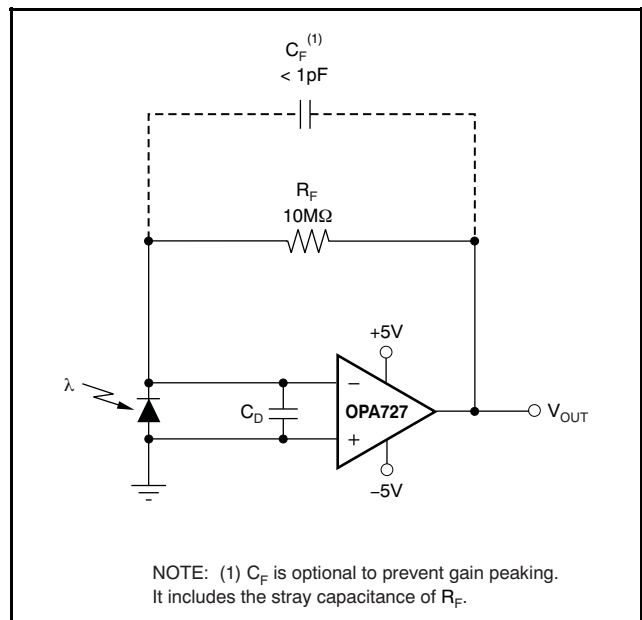 C_F^(1)
< 1pF
R_F
10MΩ
+5V
λ
−
C_D
OPA727
V_OUT
+
−5V
NOTE: (1) C_F is optional to prevent gain peaking.
It includes the stray capacitance of R_F.